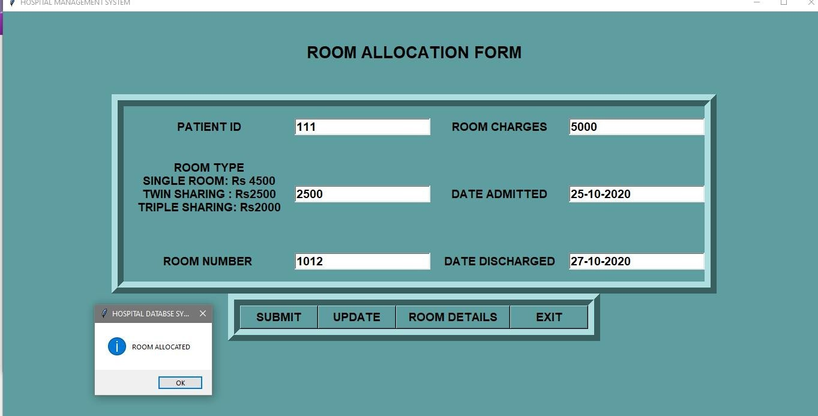 HOSPITAL MANAGEMENT SYSTEM
ROOM ALLOCATION FORM
PATIENT ID
111
ROOM CHARGES
5000
ROOM TYPE
SINGLE ROOM: Rs 4500
TWIN SHARING : Rs2500
TRIPLE SHARING: Rs2000
2500
DATE ADMITTED
25-10-2020
ROOM NUMBER
1012
DATE DISCHARGED
27-10-2020
SUBMIT
UPDATE
ROOM DETAILS
EXIT
HOSPITAL DATABSE SY...
ROOM ALLOCATED
OK